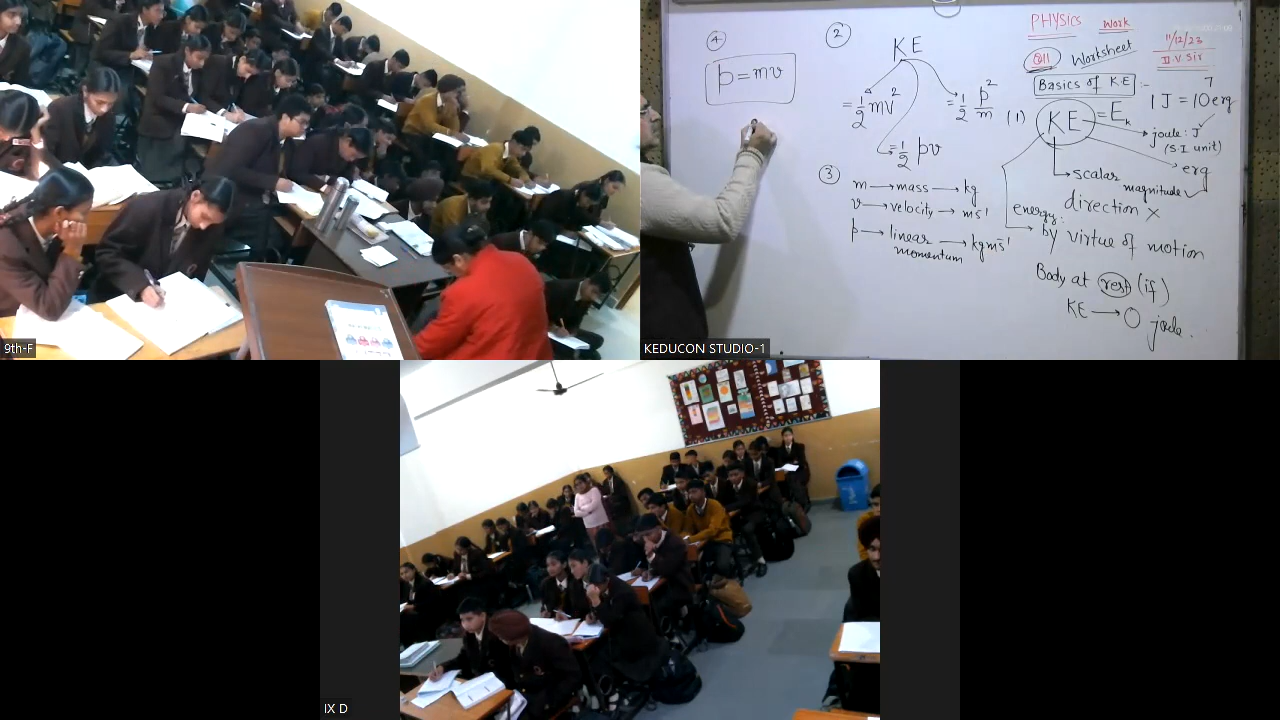 ④
p = mv
②
KE
= 1/2 mv²
= 1/2 p²/m
= 1/2 pv
③
m → mass → kg
v → velocity → ms⁻¹
p → linear momentum → kgms⁻¹
PHYSICS Work
Q11 Worksheet
11/12/23
Basics of K.E :-
(1) KE = Eₖ
1 J = 10⁷ erg
joule : J
(S.I unit)
erg
scalar
magnitude ✓
direction ×
energy :
by virtue of motion
Body at rest (if)
KE → 0 joule.
9th-F
KEDUCON STUDIO-1
IX D